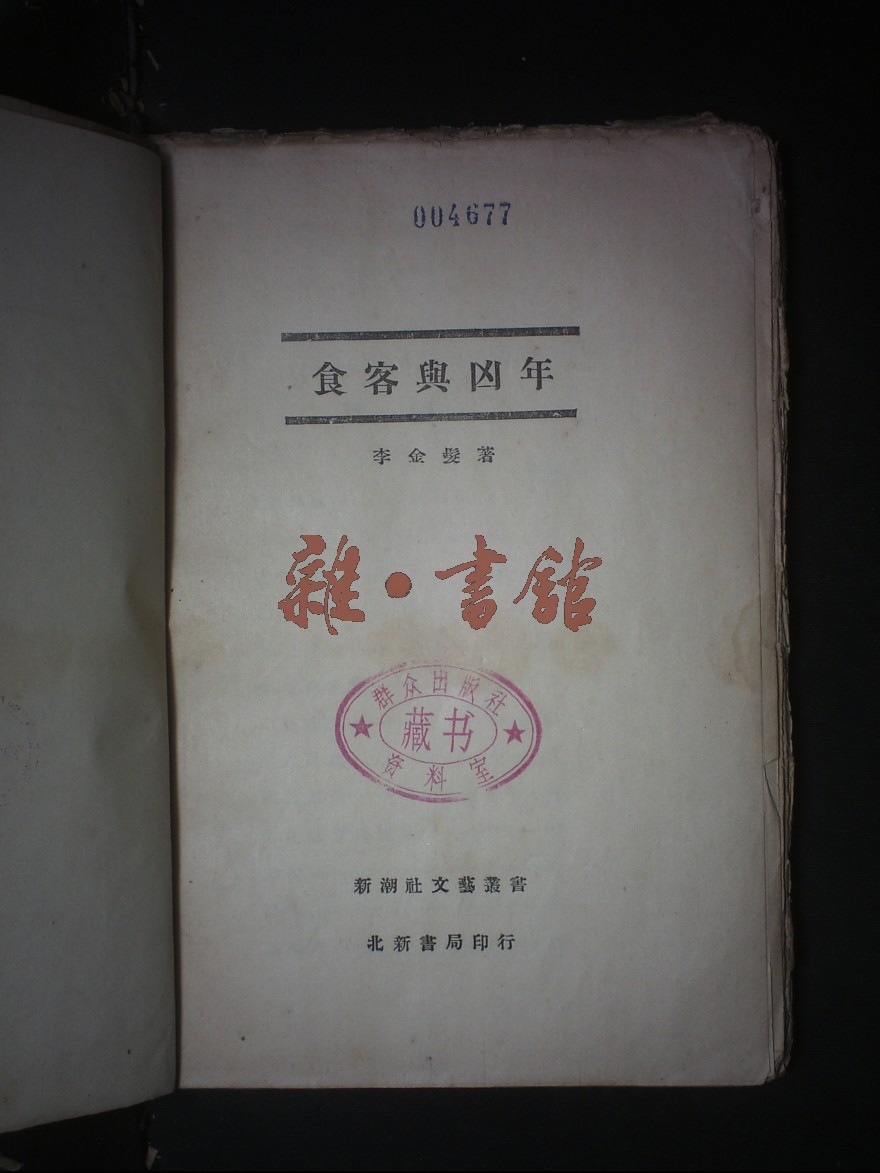 004677
食客與凶年
李金髮著
雜·書館
群众出版社
藏书
资料室
新潮社文藝叢書
北新書局印行